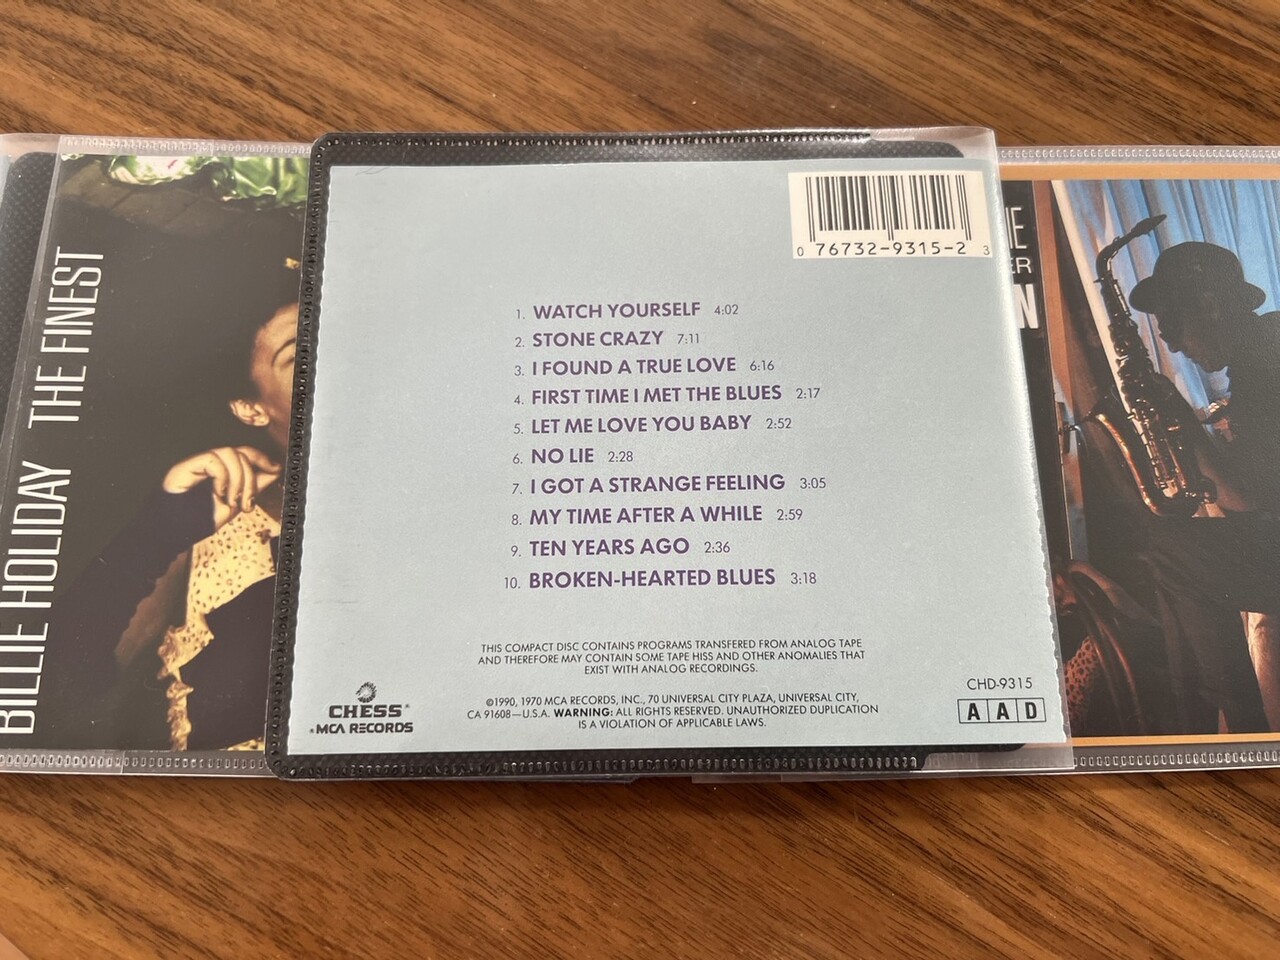 BILLIE HOLIDAY THE FINEST
0 76732-9315-2 3
1. WATCH YOURSELF 4:02
2. STONE CRAZY 7:11
3. I FOUND A TRUE LOVE 6:16
4. FIRST TIME I MET THE BLUES 2:17
5. LET ME LOVE YOU BABY 2:52
6. NO LIE 2:28
7. I GOT A STRANGE FEELING 3:05
8. MY TIME AFTER A WHILE 2:59
9. TEN YEARS AGO 2:36
10. BROKEN-HEARTED BLUES 3:18
THIS COMPACT DISC CONTAINS PROGRAMS TRANSFERED FROM ANALOG TAPE
AND THEREFORE MAY CONTAIN SOME TAPE HISS AND OTHER ANOMALIES THAT
EXIST WITH ANALOG RECORDINGS.
©1990, 1970 MCA RECORDS, INC., 70 UNIVERSAL CITY PLAZA, UNIVERSAL CITY,
CA 91608—U.S.A. WARNING: ALL RIGHTS RESERVED. UNAUTHORIZED DUPLICATION
IS A VIOLATION OF APPLICABLE LAWS.
CHESS®
MCA RECORDS
CHD-9315
A A D